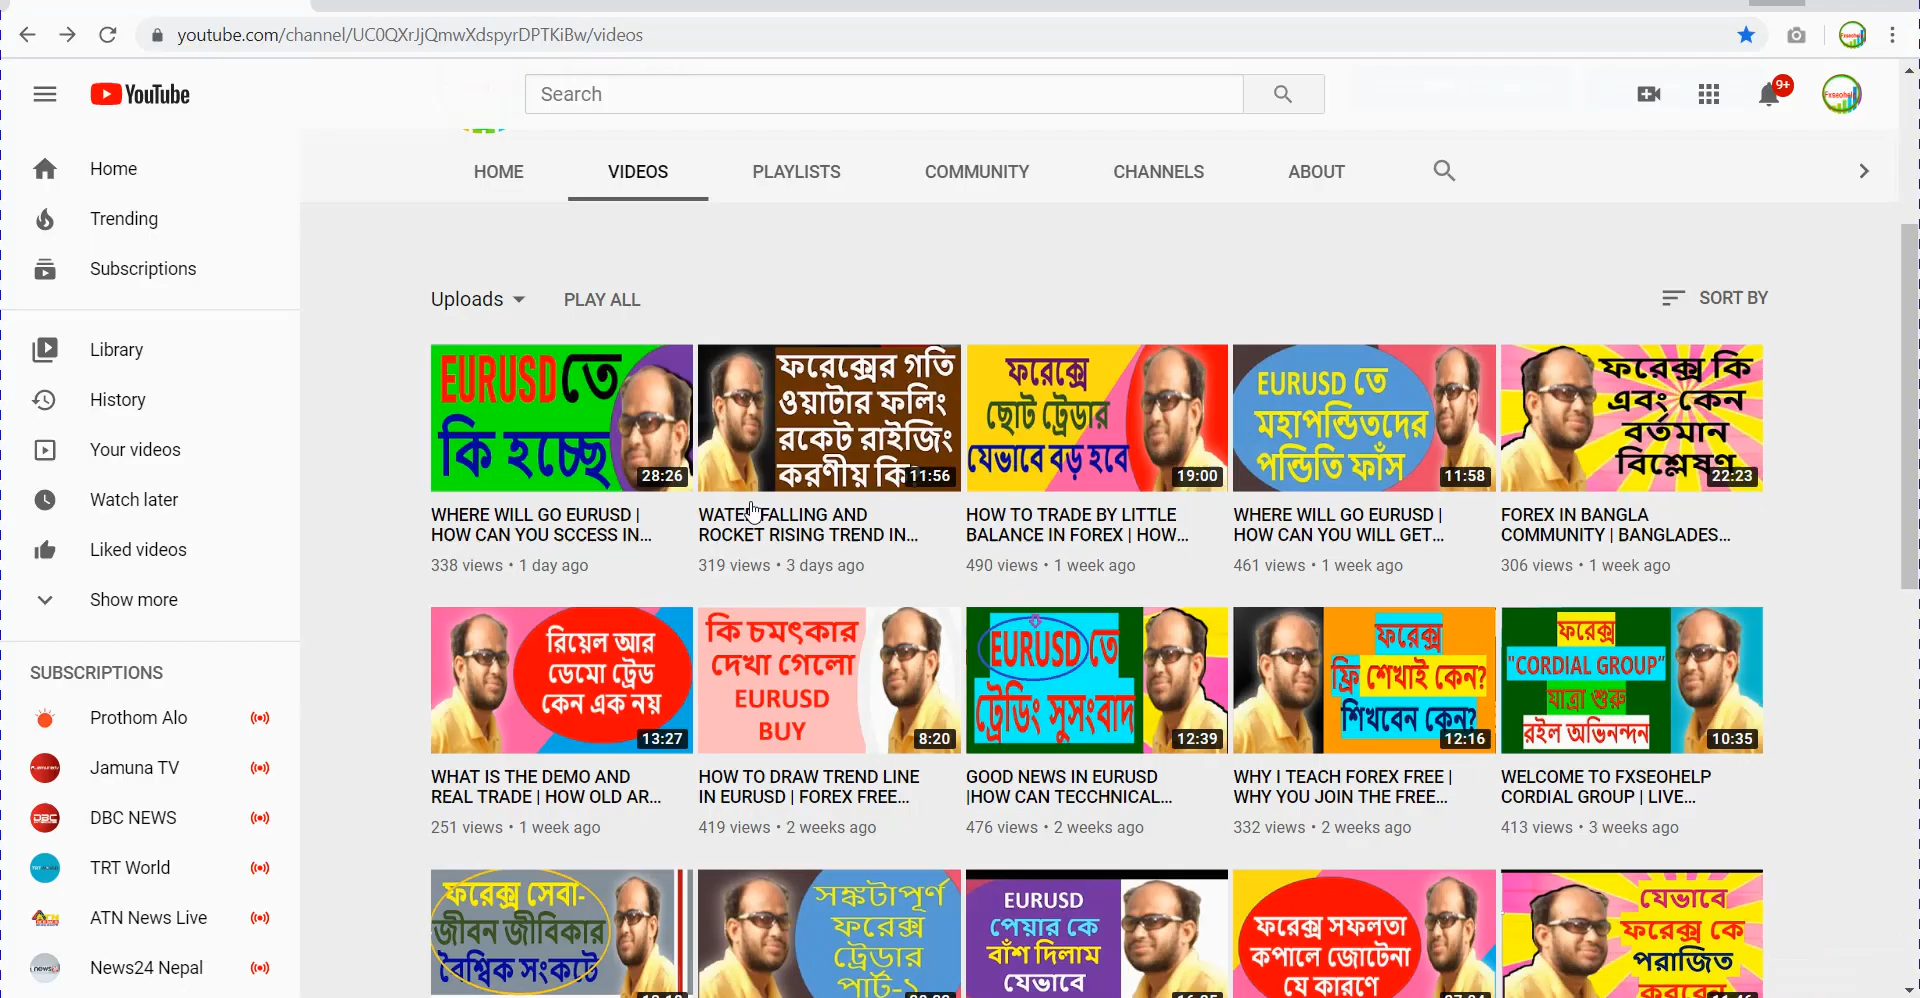 youtube.com/channel/UC0QXrJjQmwXdspyrDPTKiBw/videos
YouTube
Search
9+
Fxseohelp
HOME
VIDEOS
PLAYLISTS
COMMUNITY
CHANNELS
ABOUT
Home
Trending
Subscriptions
Library
History
Your videos
Watch later
Liked videos
Show more
SUBSCRIPTIONS
Prothom Alo
Jamuna TV
DBC NEWS
TRT World
ATN News Live
News24 Nepal
Uploads
PLAY ALL
SORT BY
EURUSDতে
কি হচ্ছে
28:26
WHERE WILL GO EURUSD |
HOW CAN YOU SCCESS IN...
338 views • 1 day ago
ফরেক্সের গতি
ওয়াটার ফলিং
রকেট রাইজিং
করণীয় কি
11:56
WATER FALLING AND
ROCKET RISING TREND IN...
319 views • 3 days ago
ফরেক্সে
ছোট ট্রেডার
যেভাবে বড় হবে
19:00
HOW TO TRADE BY LITTLE
BALANCE IN FOREX | HOW...
490 views • 1 week ago
EURUSD তে
মহাপন্ডিতদের
পন্ডিতি ফাঁস
11:58
WHERE WILL GO EURUSD |
HOW CAN YOU WILL GET...
461 views • 1 week ago
ফরেক্স কি
এবং কেন
বর্তমান
বিশ্লেষণ
22:23
FOREX IN BANGLA
COMMUNITY | BANGLADES...
306 views • 1 week ago
রিয়েল আর
ডেমো ট্রেড
কেন এক নয়
13:27
WHAT IS THE DEMO AND
REAL TRADE | HOW OLD AR...
251 views • 1 week ago
কি চমৎকার
দেখা গেলো
EURUSD
BUY
8:20
HOW TO DRAW TREND LINE
IN EURUSD | FOREX FREE...
419 views • 2 weeks ago
EURUSD তে
ট্রেডিং সুসংবাদ
12:39
GOOD NEWS IN EURUSD
|HOW CAN TECCHNICAL...
476 views • 2 weeks ago
ফরেক্স
ফ্রি শেখাই কেন?
শিখবেন কেন?
12:16
WHY I TEACH FOREX FREE |
WHY YOU JOIN THE FREE...
332 views • 2 weeks ago
ফরেক্স
"CORDIAL GROUP"
যাত্রা শুরু
রইল অভিনন্দন
10:35
WELCOME TO FXSEOHELP
CORDIAL GROUP | LIVE...
413 views • 3 weeks ago
ফরেক্স সেবা-
জীবন জীবিকার
বৈশ্বিক সংকটে
সঙ্কটাপূর্ণ
ফরেক্স
ট্রেডার
পার্ট-১
EURUSD
পেয়ার কে
বাঁশ দিলাম
যেভাবে
ফরেক্স সফলতা
কপালে জোটেনা
যে কারণে
যেভাবে
ফরেক্স কে
পরাজিত
করবেন